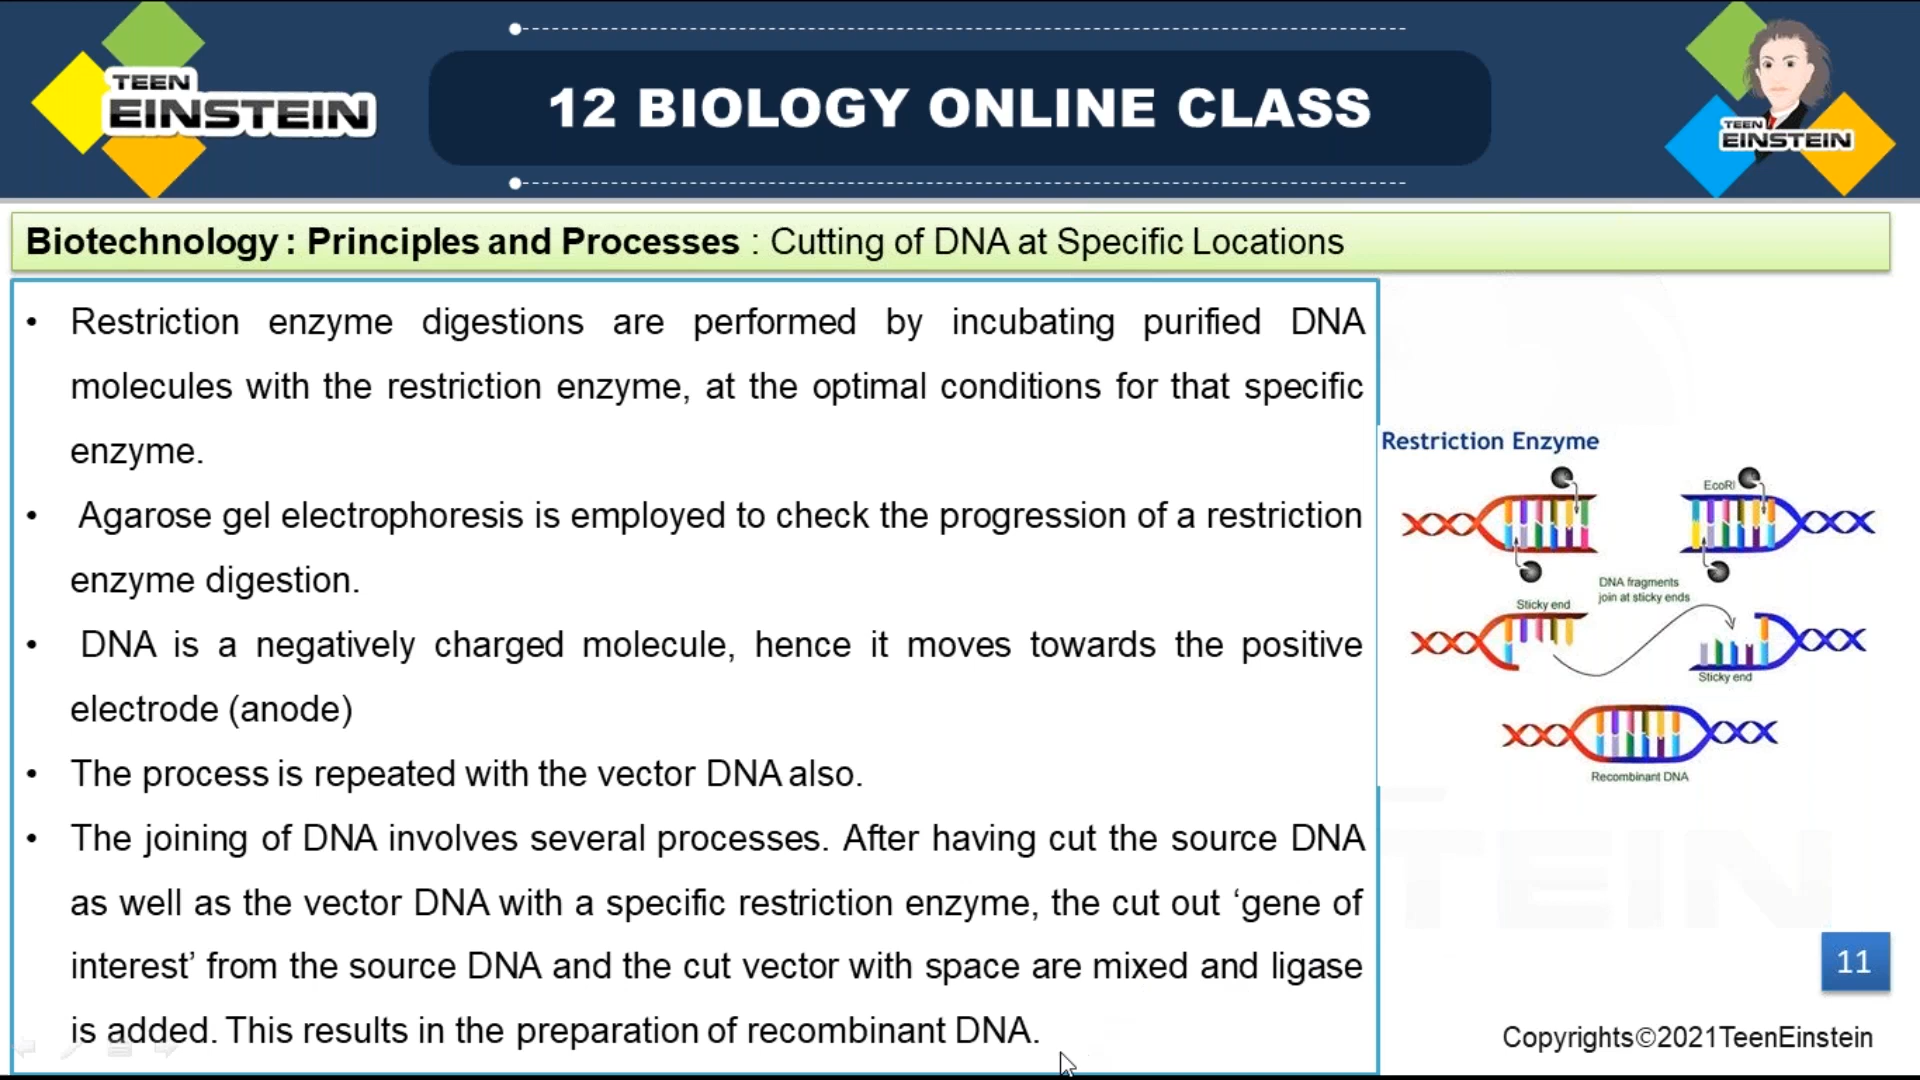 TEEN
EINSTEIN
12 BIOLOGY ONLINE CLASS
TEEN
EINSTEIN
Biotechnology : Principles and Processes : Cutting of DNA at Specific Locations
• Restriction enzyme digestions are performed by incubating purified DNA
molecules with the restriction enzyme, at the optimal conditions for that specific
enzyme.
• Agarose gel electrophoresis is employed to check the progression of a restriction
enzyme digestion.
• DNA is a negatively charged molecule, hence it moves towards the positive
electrode (anode)
• The process is repeated with the vector DNA also.
• The joining of DNA involves several processes. After having cut the source DNA
as well as the vector DNA with a specific restriction enzyme, the cut out ‘gene of
interest’ from the source DNA and the cut vector with space are mixed and ligase
is added. This results in the preparation of recombinant DNA.
Restriction Enzyme
EcoRI
DNA fragments
join at sticky ends
Sticky end
Sticky end
Recombinant DNA
TEIN
11
Copyrights©2021TeenEinstein